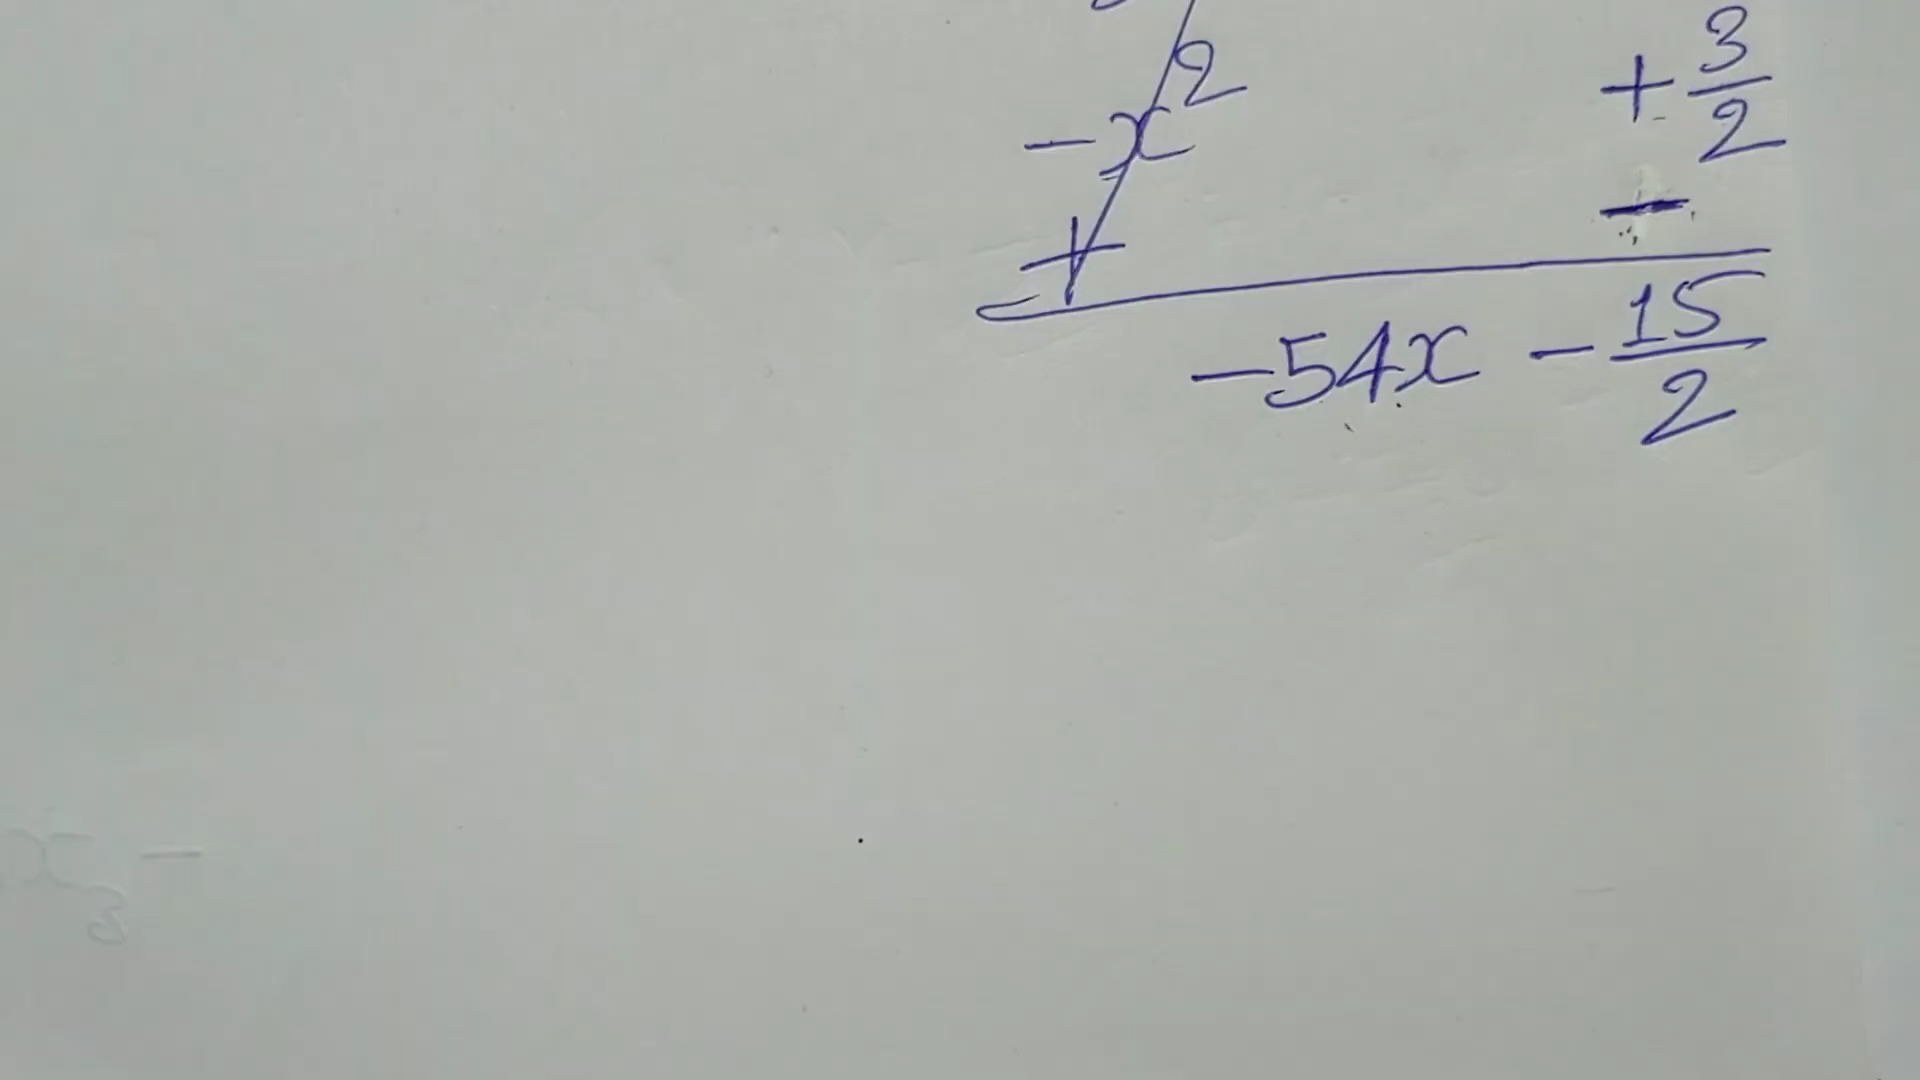 -x² + 3/2
+ -
-54x - 15/2